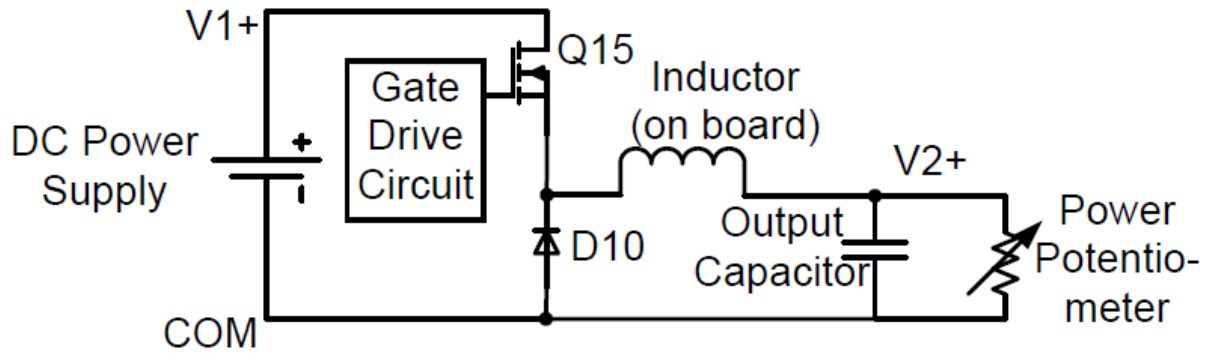 V1+
Q15
Gate
Drive
Circuit
Inductor
(on board)
DC Power
Supply
+
-
V2+
D10
Output
Capacitor
Power
Potentio-
meter
COM